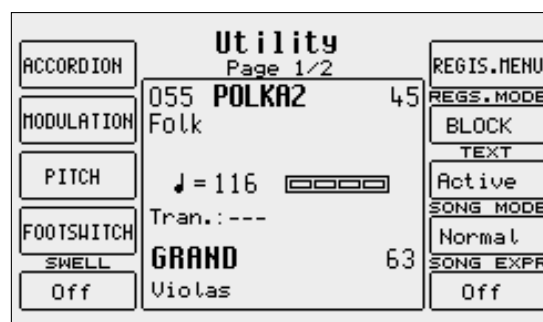 Utility
Page 1/2
ACCORDION
MODULATION
PITCH
FOOTSWITCH
SWELL
Off
055 POLKA2 45
Folk
♩= 116
Tran.:---
GRAND 63
Violas
REGIS.MENU
REGS.MODE
BLOCK
TEXT
Active
SONG MODE
Normal
SONG EXPR
Off